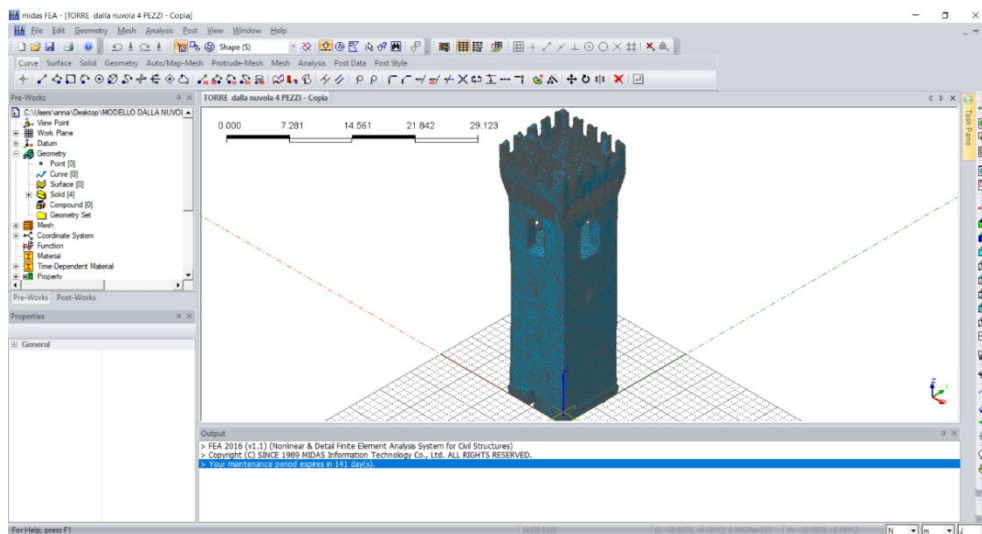 midas FEA - [TORRE dalla nuvola 4 PEZZI - Copia]
File Edit Geometry Mesh Analysis Post View Window Help
Shape (S)
Curve Surface Solid Geometry Auto/Map-Mesh Protrude-Mesh Mesh Analysis Post Data Post Style
Pre-Works
TORRE dalla nuvola 4 PEZZI - Copia
Task Pane
C:\Users\anna\Desktop\MODELLO DALLA NUVOL
View Point
Work Plane
Datum
Geometry
Point [0]
Curve [0]
Surface [0]
Solid [4]
Compound [0]
Geometry Set
Mesh
Coordinate System
Function
Material
Time-Dependent Material
Property
Pre-Works Post-Works
Properties
General
0.000 7.281 14.561 21.842 29.123
Output
> FEA 2016 (v1.1) (Nonlinear & Detail Finite Element Analysis System for Civil Structures)
> Copyright (C) SINCE 1989 MIDAS Information Technology Co., Ltd. ALL RIGHTS RESERVED.
> Your maintenance period expires in 141 day(s).
For Help, press F1
N m J